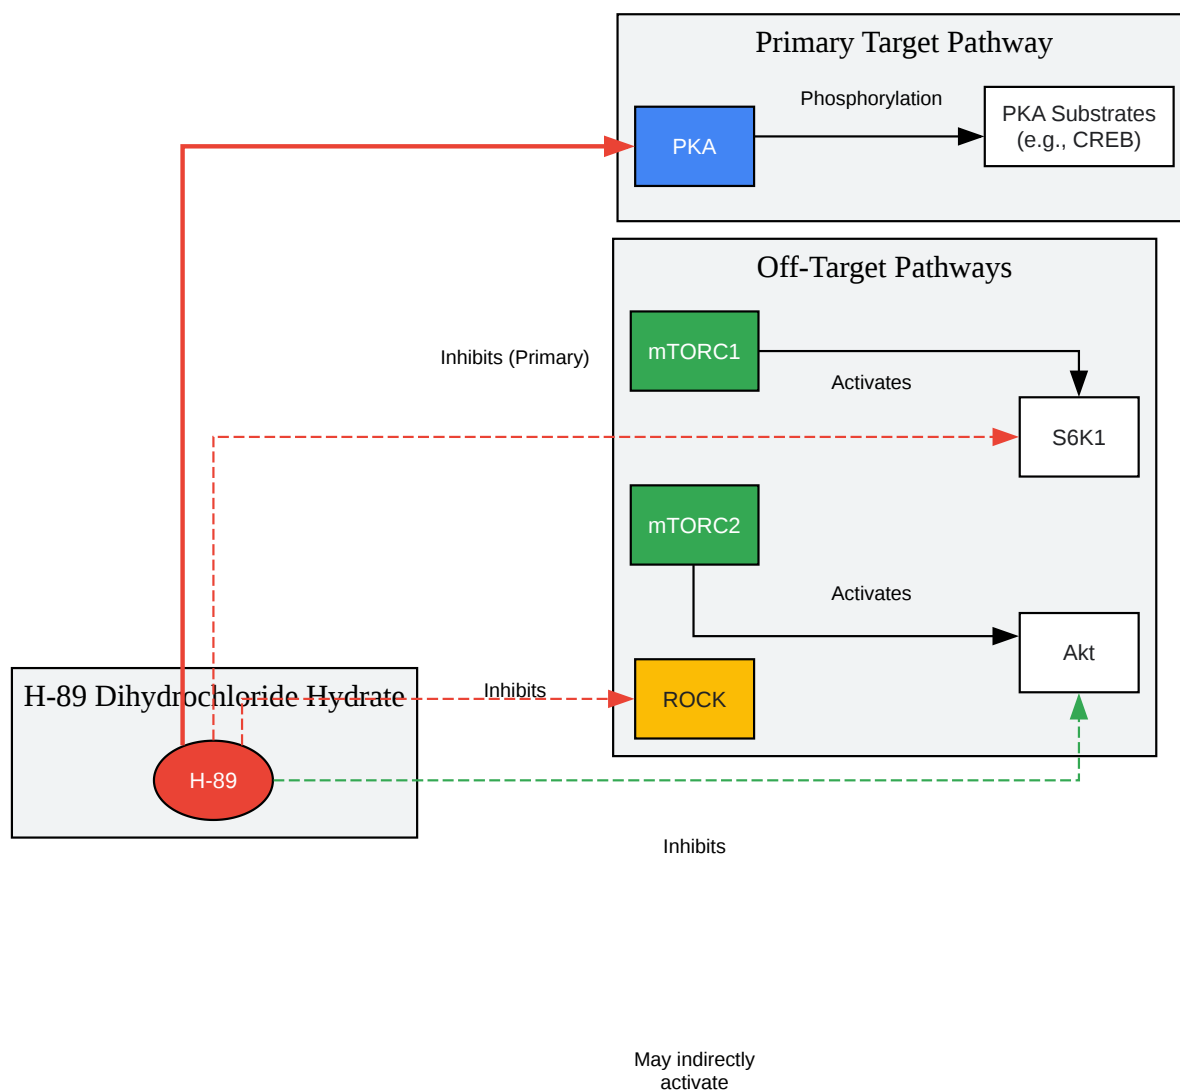 Primary Target Pathway
Phosphorylation
PKA
PKA Substrates
(e.g., CREB)
Off-Target Pathways
mTORC1
Inhibits (Primary)
Activates
S6K1
mTORC2
Activates
Akt
H-89 Dihydrochloride Hydrate
Inhibits
ROCK
H-89
Inhibits
May indirectly
activate